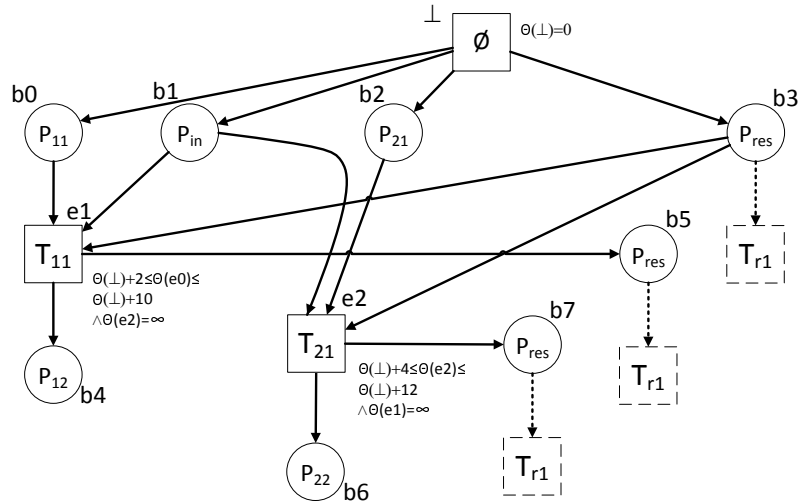 ⊥
Ø
Θ(⊥)=0
b0
b1
b2
b3
P11
Pin
P21
Pres
e1
T11
b5
Pres
Tr1
Θ(⊥)+2≤Θ(e0)≤
Θ(⊥)+10
∧Θ(e2)=∞
e2
b7
T21
Pres
P12
b4
Tr1
Θ(⊥)+4≤Θ(e2)≤
Θ(⊥)+12
∧Θ(e1)=∞
P22
b6
Tr1